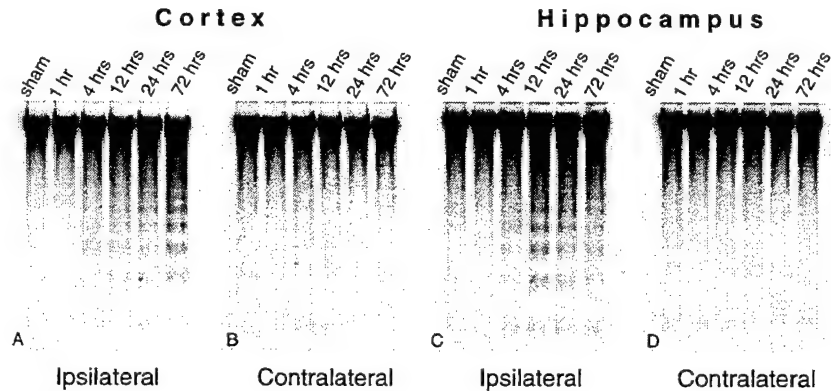 Cortex Hippocampus
sham 1 hr 4 hrs 12 hrs 24 hrs 72 hrs sham 1 hr 4 hrs 12 hrs 24 hrs 72 hrs sham 1 hr 4 hrs 12 hrs 24 hrs 72 hrs sham 1 hr 4 hrs 12 hrs 24 hrs 72 hrs
A B C D
Ipsilateral Contralateral Ipsilateral Contralateral